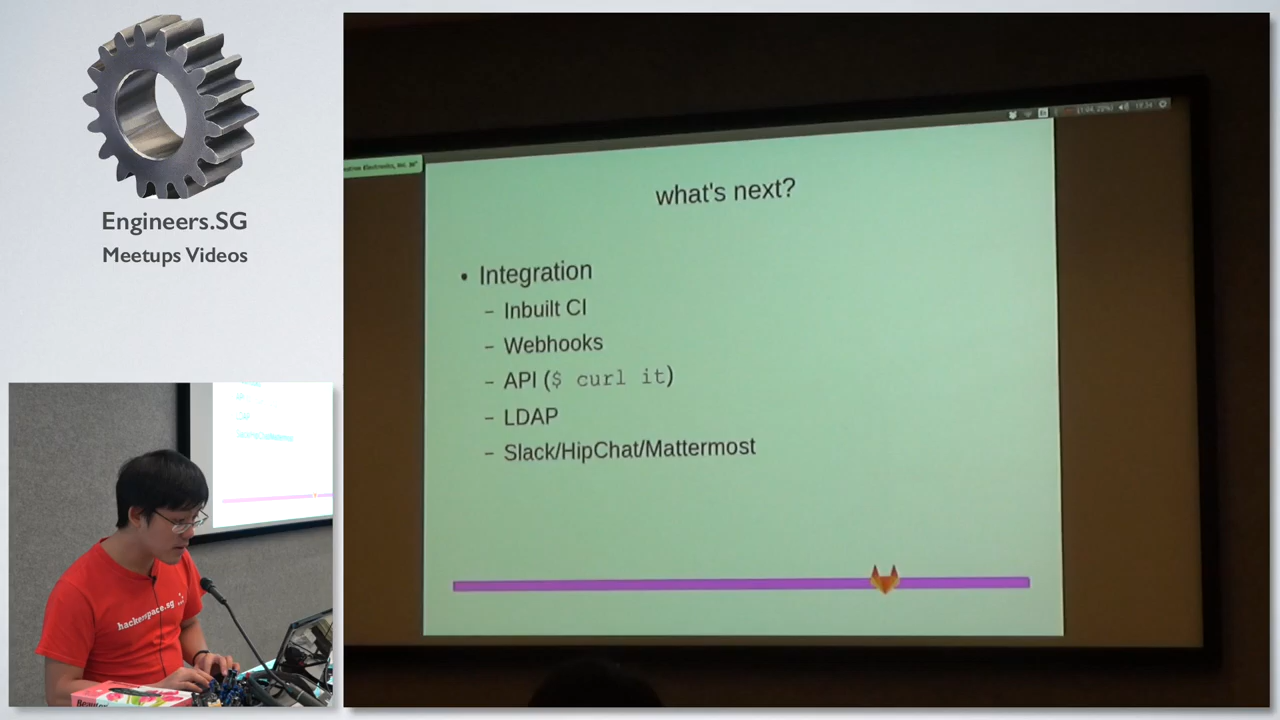 Engineers.SG
Meetups Videos
what's next?
• Integration
– Inbuilt CI
– Webhooks
– API ($ curl it)
– LDAP
– Slack/HipChat/Mattermost
hackerspace.sg